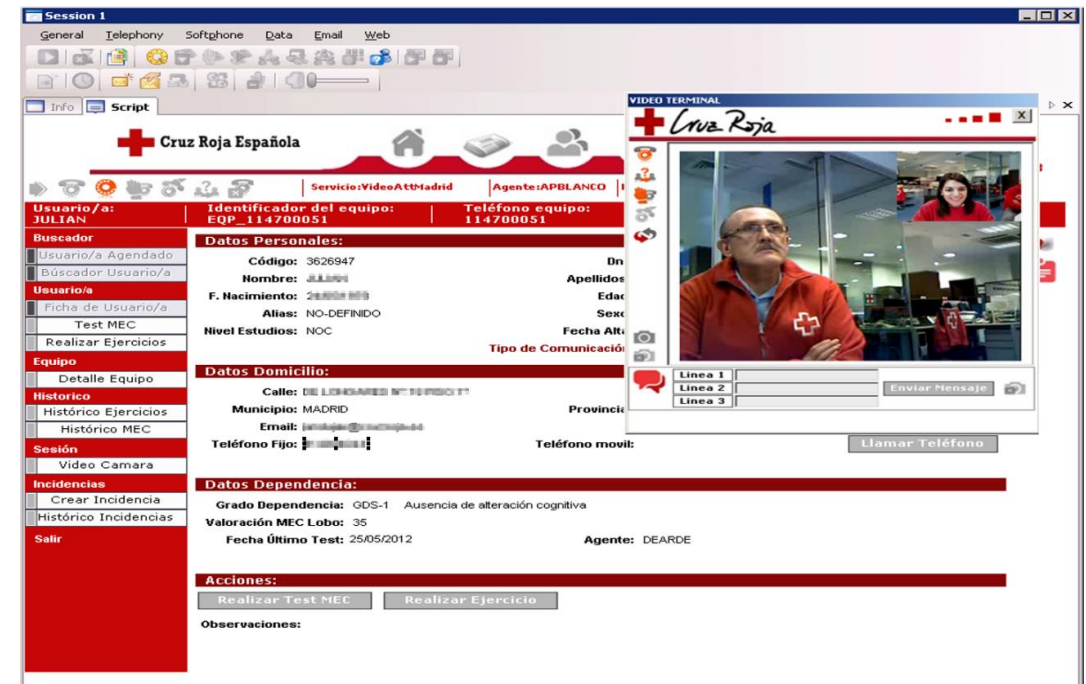 Session 1
General Telephony Softphone Data Email Web
Info Script
VIDEO TERMINAL
Cruz Roja
Cruz Roja Española
Servicio:VideoAttMadrid Agente:APBLANCO
Usuario/a: Identificador del equipo: Teléfono equipo:
JULIAN EQP_114700051 114700051
Buscador
Usuario/a Agendado
Búscador Usuario/a
Usuario/a
Ficha de Usuario/a
Test MEC
Realizar Ejercicios
Equipo
Detalle Equipo
Historico
Histórico Ejercicios
Histórico MEC
Sesión
Video Camara
Incidencias
Crear Incidencia
Histórico Incidencias
Salir
Datos Personales:
Código: 3626947 Dn
Nombre: Apellidos
F. Nacimiento: Edad
Alias: NO-DEFINIDO Sexo
Nivel Estudios: NOC Fecha Alt
Tipo de Comunicació
Datos Domicilio:
Calle:
Municipio: MADRID Provincia
Email:
Teléfono Fijo: Teléfono movil: Llamar Teléfono
Linea 1
Linea 2 Enviar Mensaje
Linea 3
Datos Dependencia:
Grado Dependencia: GDS-1 Ausencia de alteración cognitiva
Valoración MEC Lobo: 35
Fecha Último Test: 25/05/2012 Agente: DEARDE
Acciones:
Realizar Test MEC Realizar Ejercicio
Observaciones: